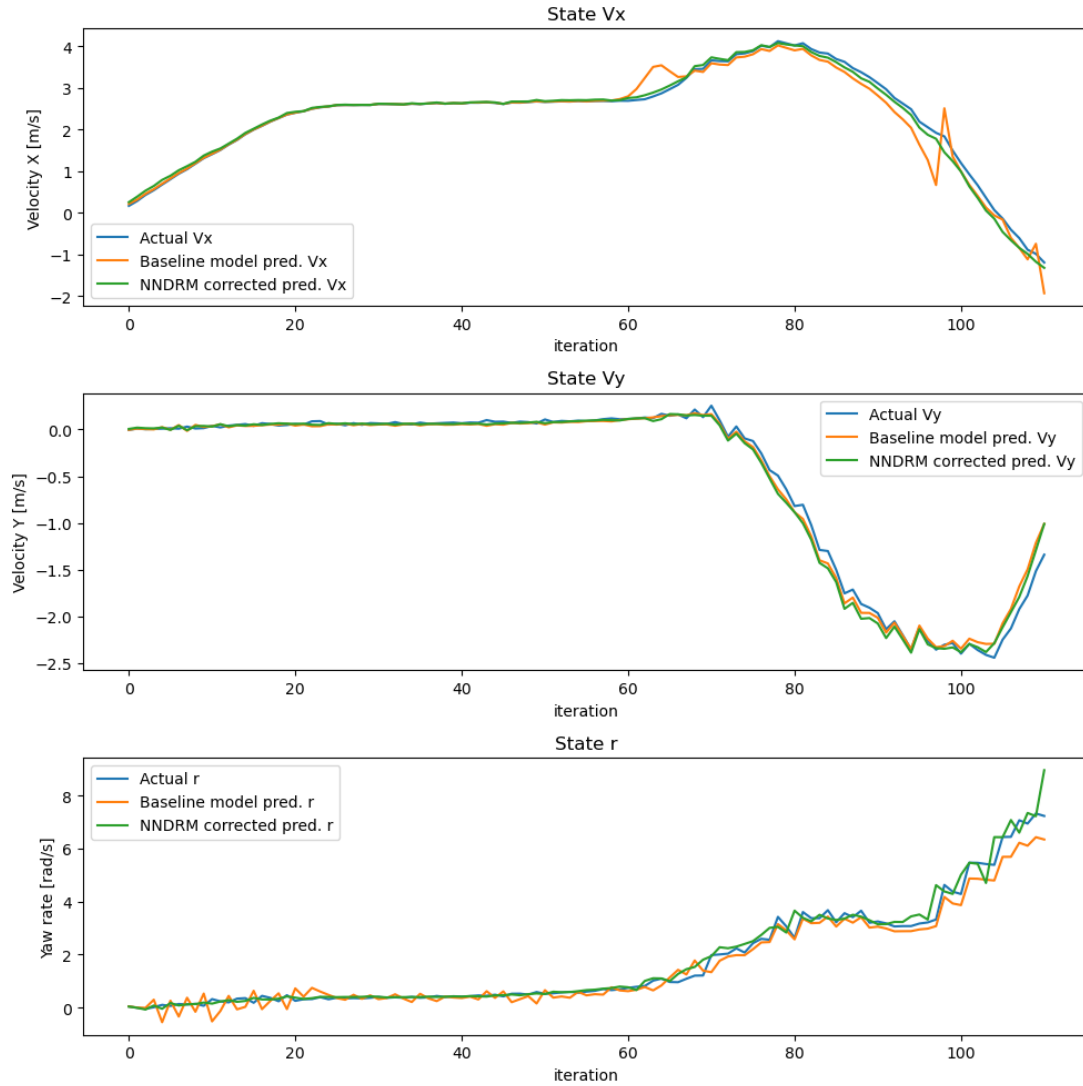 State Vx
Velocity X [m/s]
4
3
2
1
0
−1
−2
Actual Vx
Baseline model pred. Vx
NNDRM corrected pred. Vx
0
20
40
60
80
100
iteration
State Vy
Velocity Y [m/s]
0.0
−0.5
−1.0
−1.5
−2.0
−2.5
Actual Vy
Baseline model pred. Vy
NNDRM corrected pred. Vy
0
20
40
60
80
100
iteration
State r
Yaw rate [rad/s]
8
6
4
2
0
Actual r
Baseline model pred. r
NNDRM corrected pred. r
0
20
40
60
80
100
iteration